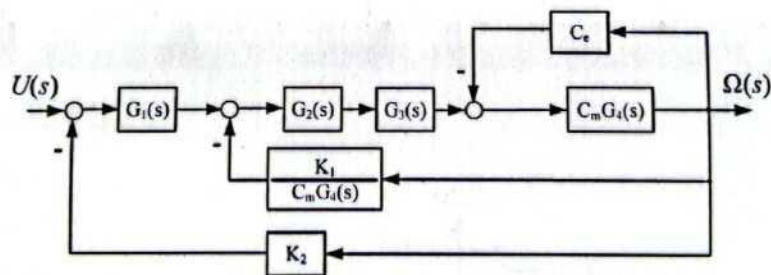 Cₑ
U(s)
G₁(s)
G₂(s)
G₃(s)
CₘG₄(s)
Ω(s)
-
-
-
K₁
CₘG₄(s)
K₂